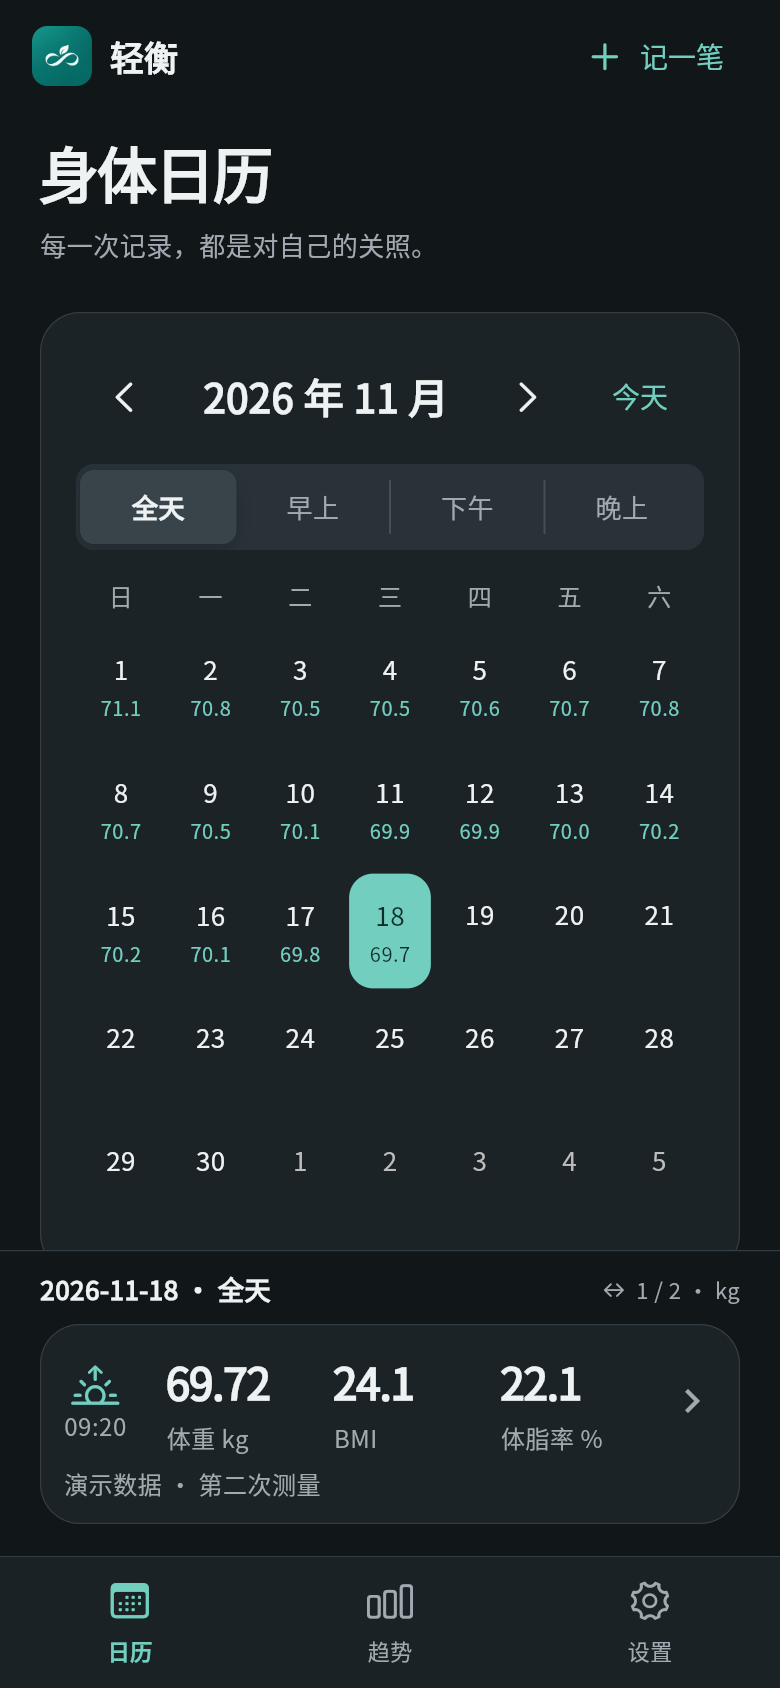 轻衡
记一笔
身体日历
每一次记录，都是对自己的关照。
2026 年 11 月
今天
全天 早上 下午 晚上
日 一 二 三 四 五 六
1 2 3 4 5 6 7
71.1 70.8 70.5 70.5 70.6 70.7 70.8
8 9 10 11 12 13 14
70.7 70.5 70.1 69.9 69.9 70.0 70.2
15 16 17 18 19 20 21
70.2 70.1 69.8 69.7
22 23 24 25 26 27 28
29 30 1 2 3 4 5
2026-11-18 · 全天
1 / 2 · kg
69.72 24.1 22.1
09:20 体重 kg BMI 体脂率 %
演示数据 · 第二次测量
日历 趋势 设置